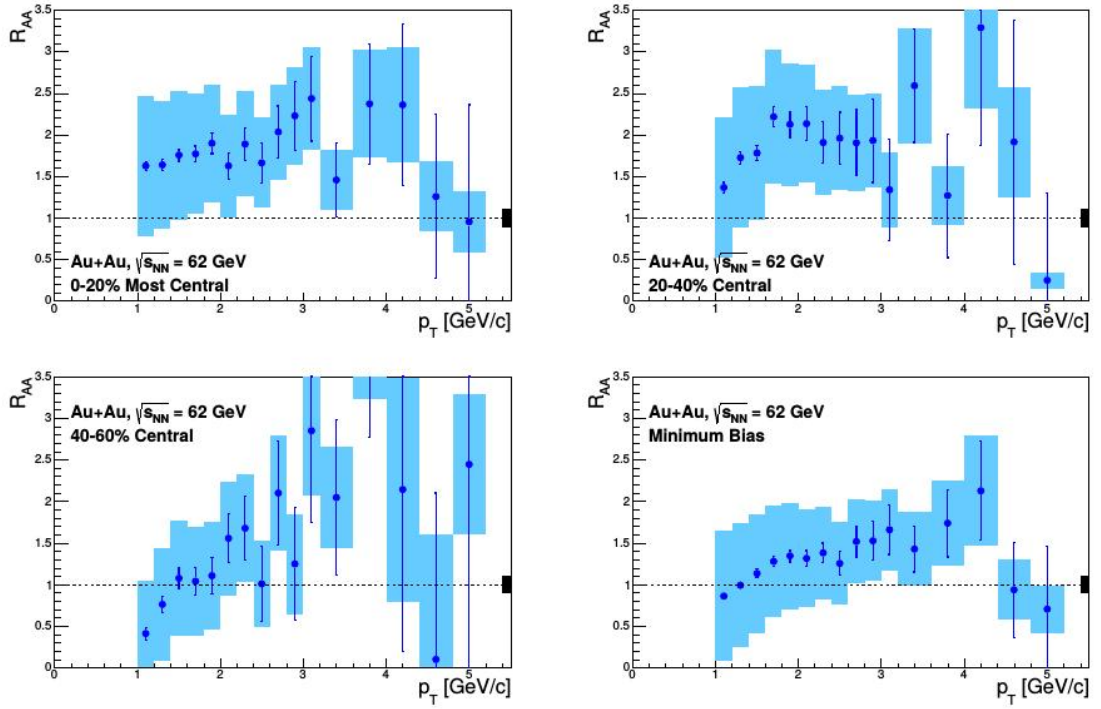 R_AA
3.5
3
2.5
2
1.5
1
0.5
0
Au+Au, √s_NN = 62 GeV
0-20% Most Central
0 1 2 3 4 5
p_T [GeV/c]
R_AA
3.5
3
2.5
2
1.5
1
0.5
0
Au+Au, √s_NN = 62 GeV
20-40% Central
0 1 2 3 4 5
p_T [GeV/c]
R_AA
3.5
3
2.5
2
1.5
1
0.5
0
Au+Au, √s_NN = 62 GeV
40-60% Central
0 1 2 3 4 5
p_T [GeV/c]
R_AA
3.5
3
2.5
2
1.5
1
0.5
0
Au+Au, √s_NN = 62 GeV
Minimum Bias
0 1 2 3 4 5
p_T [GeV/c]